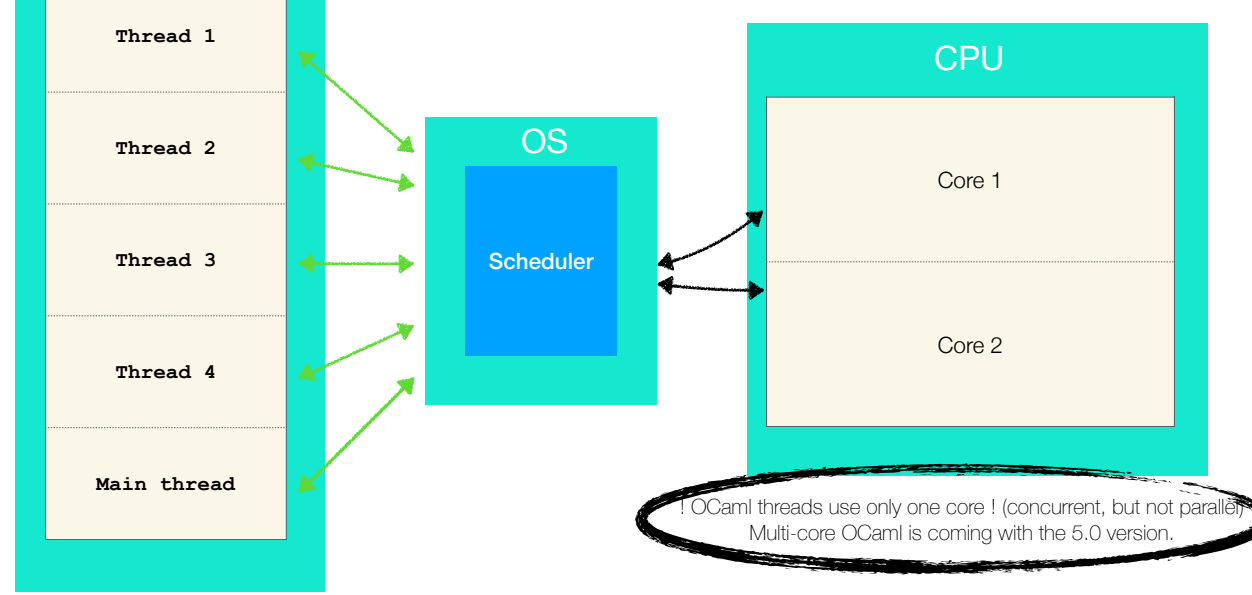 Thread 1
Thread 2
Thread 3
Thread 4
Main thread
OS
Scheduler
CPU
Core 1
Core 2
! OCaml threads use only one core ! (concurrent, but not parallel)
Multi-core OCaml is coming with the 5.0 version.